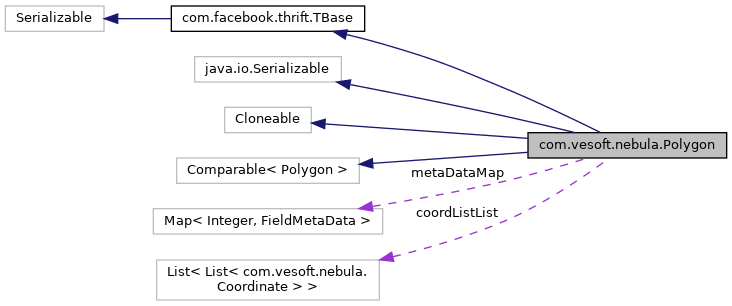 Serializable
com.facebook.thrift.TBase
java.io.Serializable
Cloneable
com.vesoft.nebula.Polygon
Comparable< Polygon >
metaDataMap
Map< Integer, FieldMetaData >
coordListList
List< List< com.vesoft.nebula.
Coordinate > >